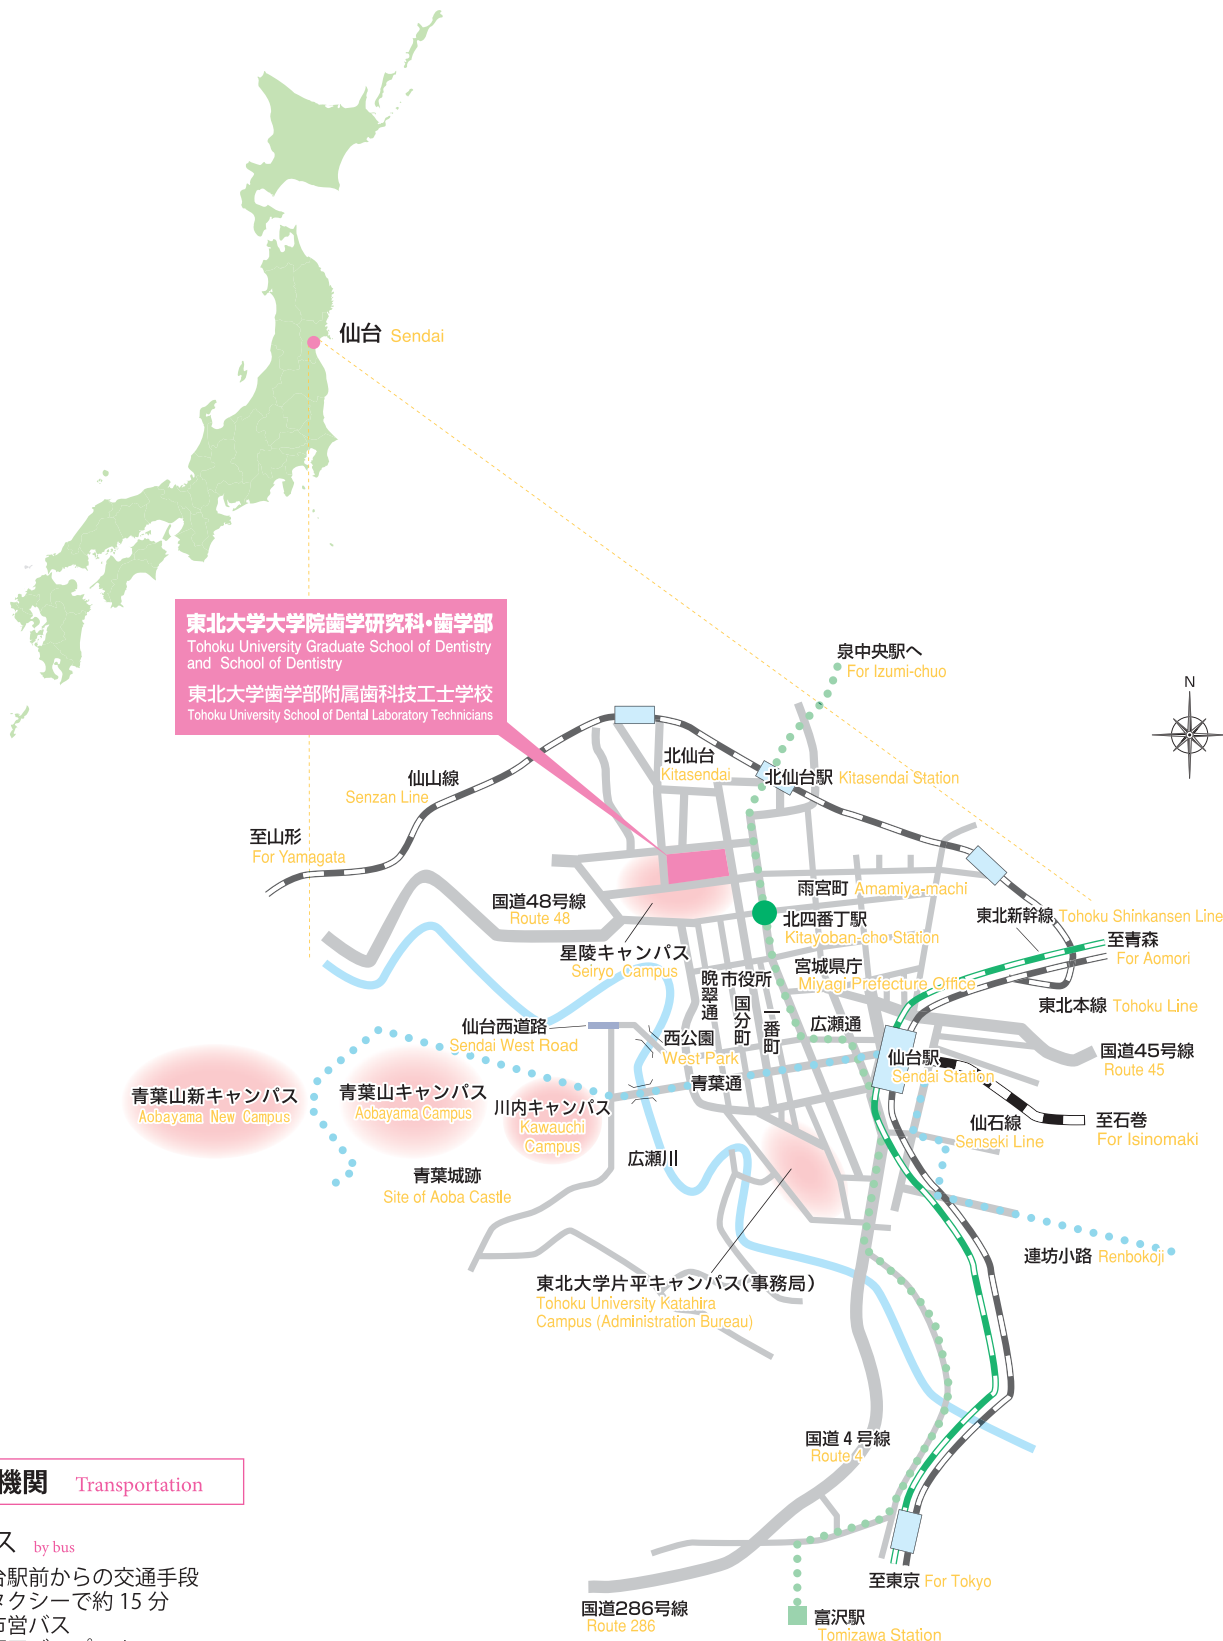 仙台 Sendai
東北大学大学院歯学研究科・歯学部
Tohoku University Graduate School of Dentistry
and School of Dentistry
東北大学歯学部附属歯科技工士学校
Tohoku University School of Dental Laboratory Technicians
泉中央駅へ
For Izumi-chuo
N
北仙台
Kitasendai
北仙台駅 Kitasendai Station
仙山線
Senzan Line
至山形
For Yamagata
国道48号線
Route 48
雨宮町 Amamiya-machi
北四番丁駅
Kitayoban-cho Station
東北新幹線 Tohoku Shinkansen Line
至青森
For Aomori
東北本線 Tohoku Line
星陵キャンパス
Seiryo Campus
晩翠通
市役所
国分町
一番町
宮城県庁
Miyagi Prefecture Office
広瀬通
仙台西道路
Sendai West Road
西公園
West Park
青葉通
仙台駅
Sendai Station
国道45号線
Route 45
仙石線
Senseki Line
至石巻
For Isinomaki
青葉山新キャンパス
Aobayama New Campus
青葉山キャンパス
Aobayama Campus
川内キャンパス
Kawauchi
Campus
広瀬川
青葉城跡
Site of Aoba Castle
連坊小路 Renbokoji
東北大学片平キャンパス(事務局)
Tohoku University Katahira
Campus (Administration Bureau)
国道4号線
Route 4
至東京 For Tokyo
国道286号線
Route 286
富沢駅
Tomizawa Station
機関 Transportation
ス by bus
台駅前からの交通手段
タクシーで約 15 分
市営バス